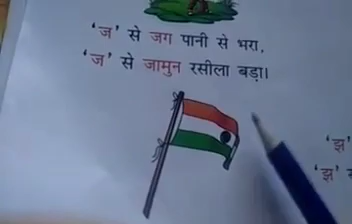 'ज' से जग पानी से भरा,
'ज' से जामुन रसीला बड़ा।
'झ'
'झ'